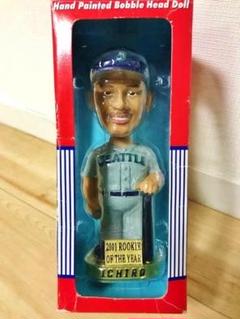 Hand Painted Bobble Head Doll
SEATTLE
2001 ROOKIE
OF THE YEAR
ICHIRO